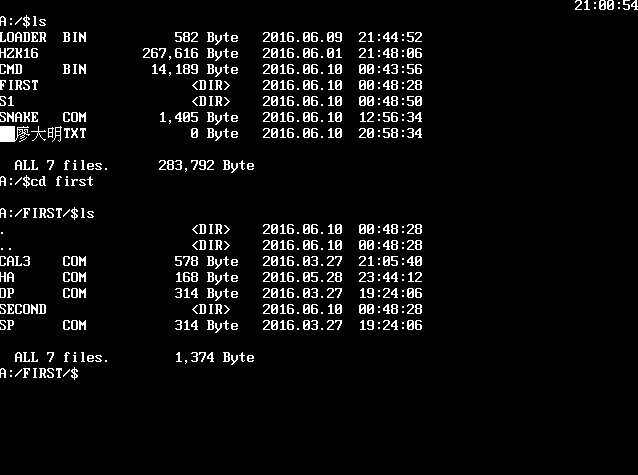 21:00:54
A:/$ls
LOADER  BIN           582 Byte   2016.06.09  21:44:52
HZK16             267,616 Byte   2016.06.01  21:48:06
CMD     BIN        14,189 Byte   2016.06.10  00:43:56
FIRST                   <DIR>    2016.06.10  00:48:28
S1                      <DIR>    2016.06.10  00:48:50
SNAKE   COM         1,405 Byte   2016.06.10  12:56:34
廖大明TXT             0 Byte   2016.06.10  20:58:34
ALL 7 files.      283,792 Byte
A:/$cd first
A:/FIRST/$ls
.                       <DIR>    2016.06.10  00:48:28
..                      <DIR>    2016.06.10  00:48:28
CAL3    COM           578 Byte   2016.03.27  21:05:40
HA      COM           168 Byte   2016.05.28  23:44:12
OP      COM           314 Byte   2016.03.27  19:24:06
SECOND                  <DIR>    2016.06.10  00:48:28
SP      COM           314 Byte   2016.03.27  19:24:06
ALL 7 files.        1,374 Byte
A:/FIRST/$